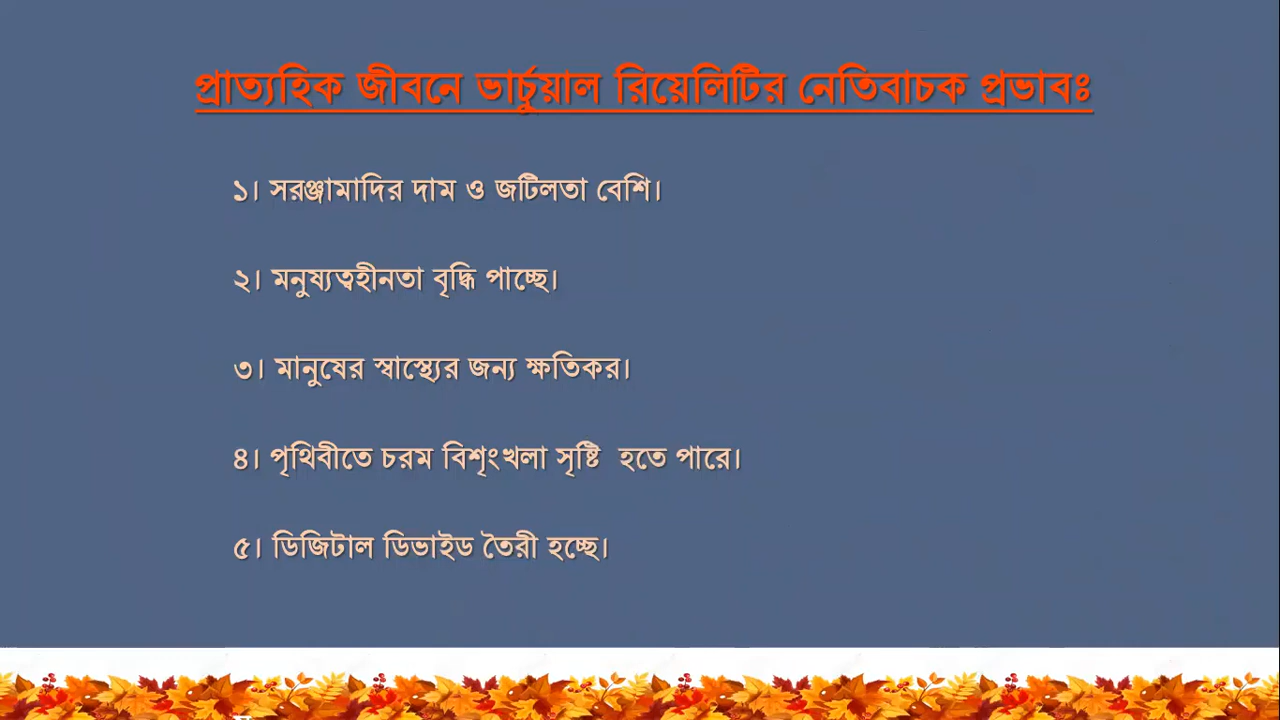 প্রাত্যহিক জীবনে ভার্চুয়াল রিয়েলিটির নেতিবাচক প্রভাবঃ
১। সরঞ্জামাদির দাম ও জটিলতা বেশি।
২। মনুষ্যত্বহীনতা বৃদ্ধি পাচ্ছে।
৩। মানুষের স্বাস্থ্যের জন্য ক্ষতিকর।
৪। পৃথিবীতে চরম বিশৃংখলা সৃষ্টি হতে পারে।
৫। ডিজিটাল ডিভাইড তৈরী হচ্ছে।